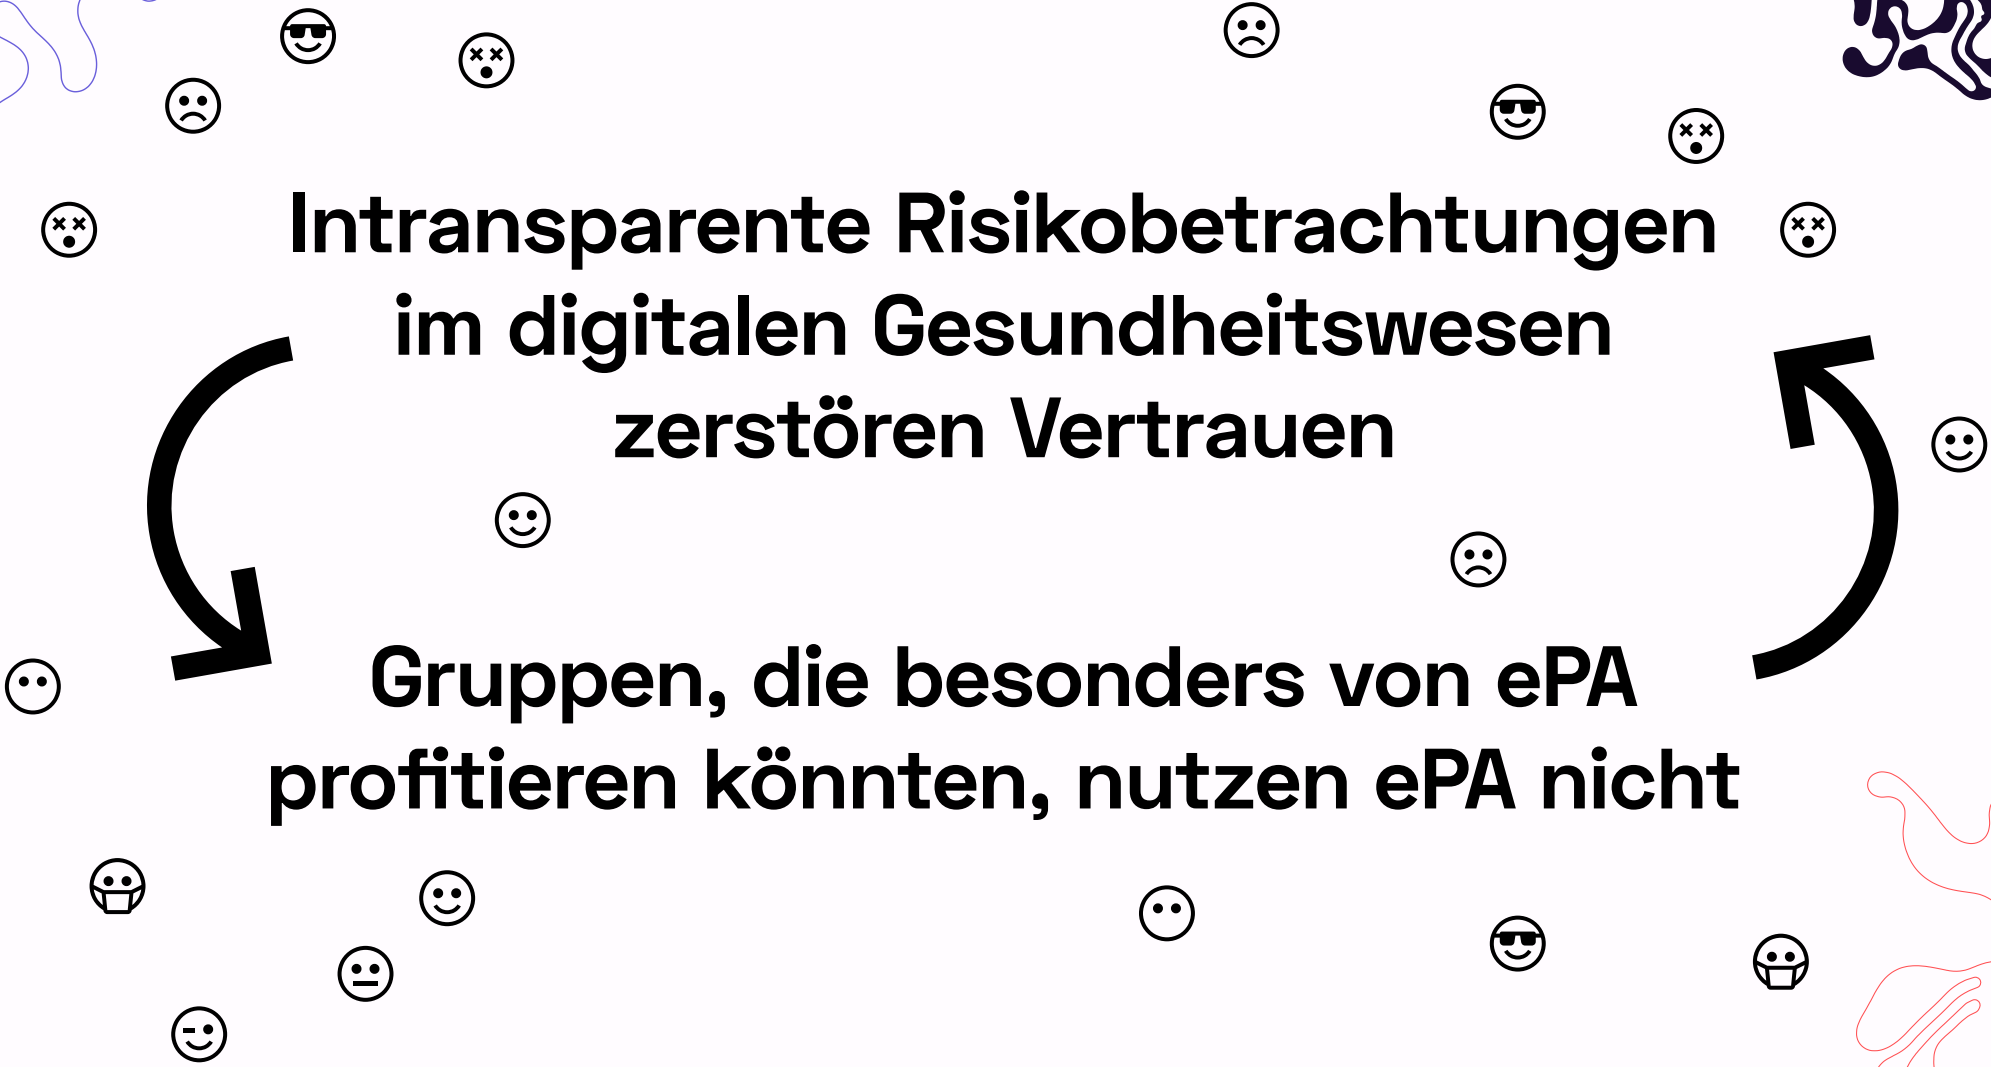 Intransparente Risikobetrachtungen
im digitalen Gesundheitswesen
zerstören Vertrauen
Gruppen, die besonders von ePA
profitieren könnten, nutzen ePA nicht